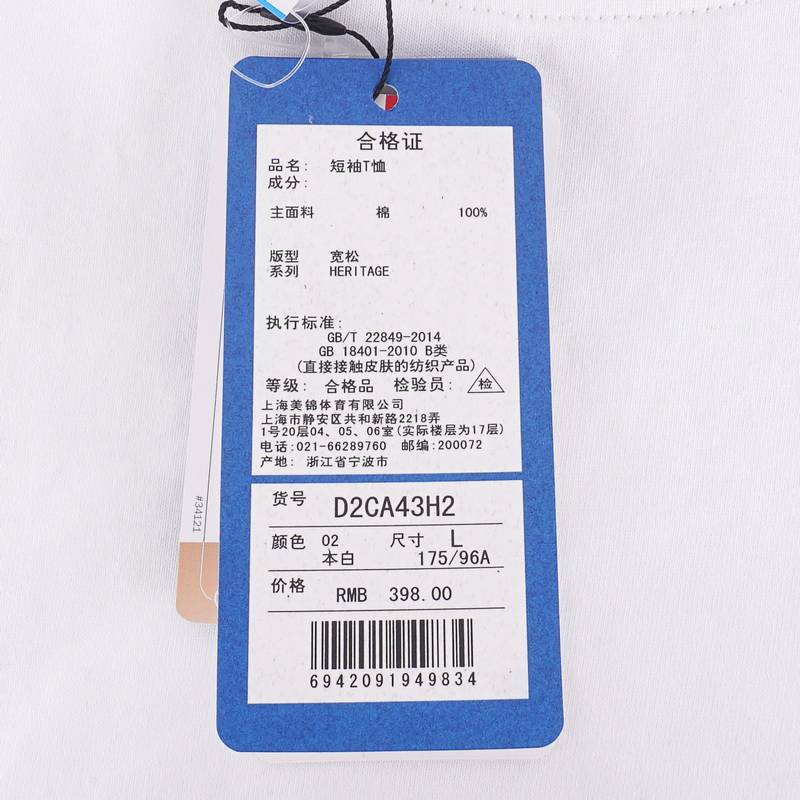 合格证
品名: 短袖T恤
成分:
主面料 棉 100%
版型 宽松
系列 HERITAGE
执行标准:
GB/T 22849-2014
GB 18401-2010 B类
(直接接触皮肤的纺织产品)
等级: 合格品 检验员: 检
上海美锦体育有限公司
上海市静安区共和新路2218弄
1号20层04、05、06室(实际楼层为17层)
电话:021-66289760 邮编:200072
产地: 浙江省宁波市
货号 D2CA43H2
颜色 02 尺寸 L
本白 175/96A
价格 RMB 398.00
6942091949834
#34121